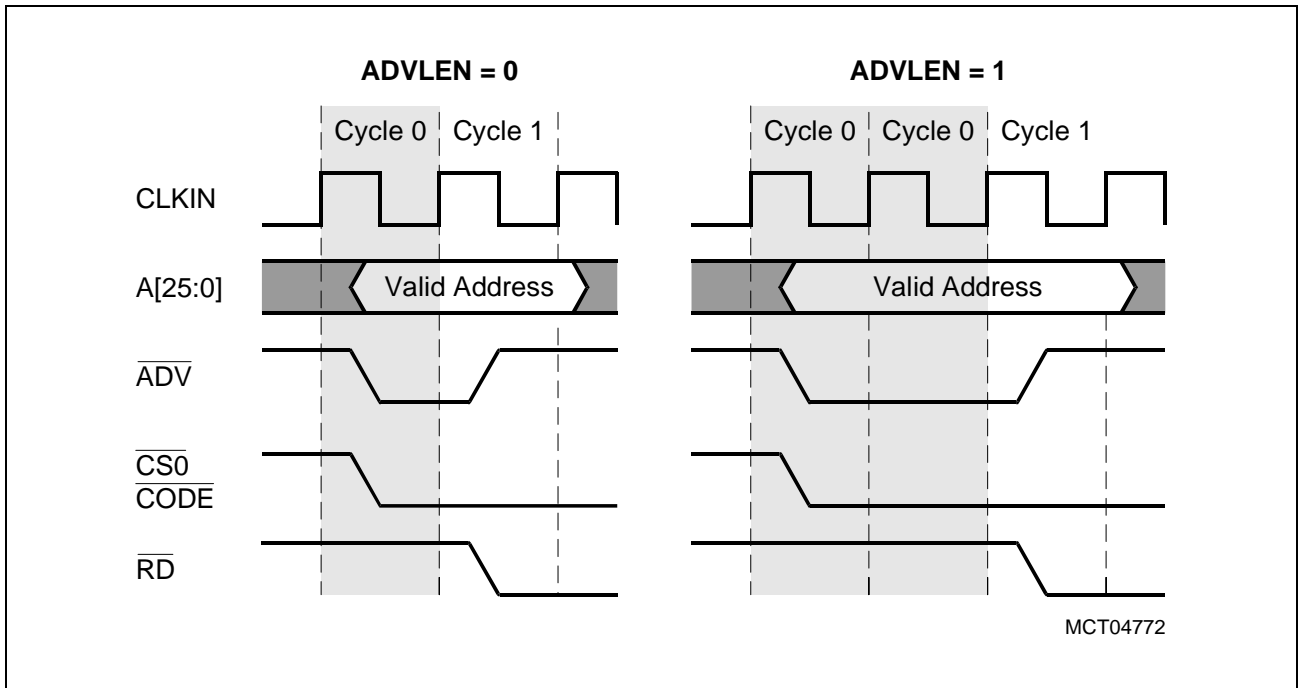 ADVLEN = 0
ADVLEN = 1
Cycle 0 Cycle 1
Cycle 0 Cycle 0 Cycle 1
CLKIN
A[25:0]
Valid Address
Valid Address
ADV
CS0
CODE
RD
MCT04772